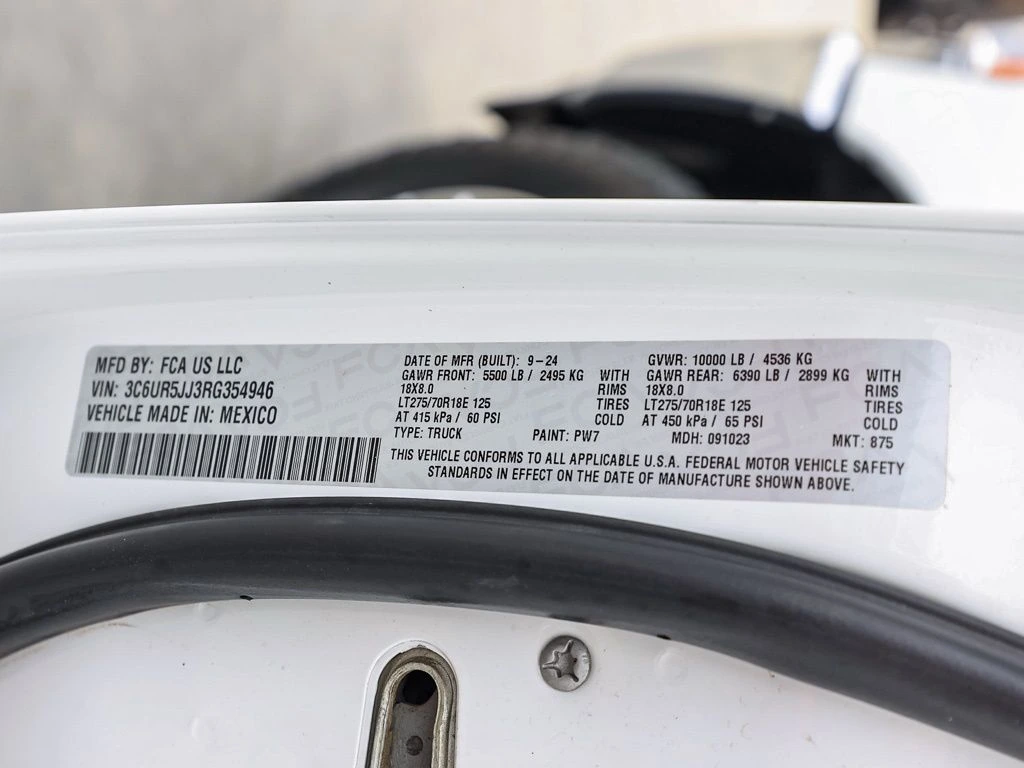 MFD BY: FCA US LLC
VIN: 3C6UR5JJ3RG354946
VEHICLE MADE IN: MEXICO
DATE OF MFR (BUILT): 9-24
GAWR FRONT: 5500 LB / 2495 KG WITH
18X8.0 RIMS
LT275/70R18E 125 TIRES
AT 415 kPa / 60 PSI COLD
GVWR: 10000 LB / 4536 KG
GAWR REAR: 6390 LB / 2899 KG WITH
18X8.0 RIMS
LT275/70R18E 125 TIRES
AT 450 kPa / 65 PSI COLD
TYPE: TRUCK PAINT: PW7 MDH: 091023 MKT: 875
THIS VEHICLE CONFORMS TO ALL APPLICABLE U.S.A. FEDERAL MOTOR VEHICLE SAFETY
STANDARDS IN EFFECT ON THE DATE OF MANUFACTURE SHOWN ABOVE.